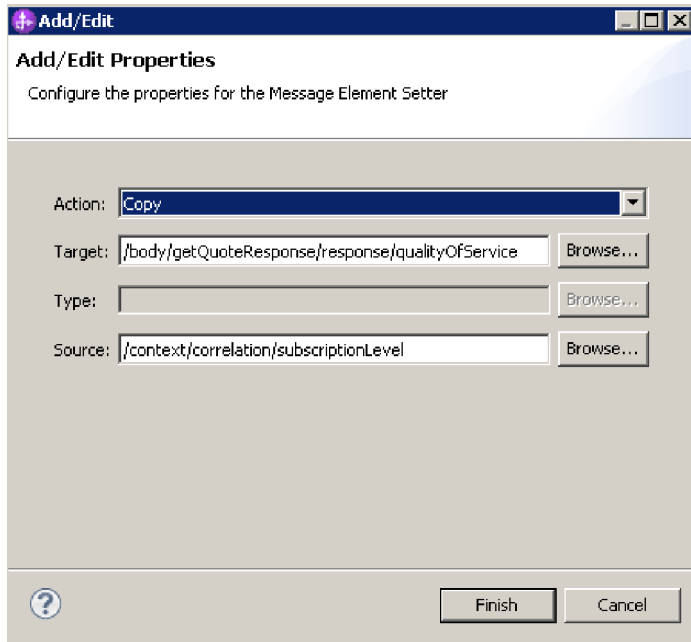 Add/Edit
Add/Edit Properties
Configure the properties for the Message Element Setter
Action: Copy
Target: /body/getQuoteResponse/response/qualityOfService Browse...
Type: Browse...
Source: /context/correlation/subscriptionLevel Browse...
? Finish Cancel